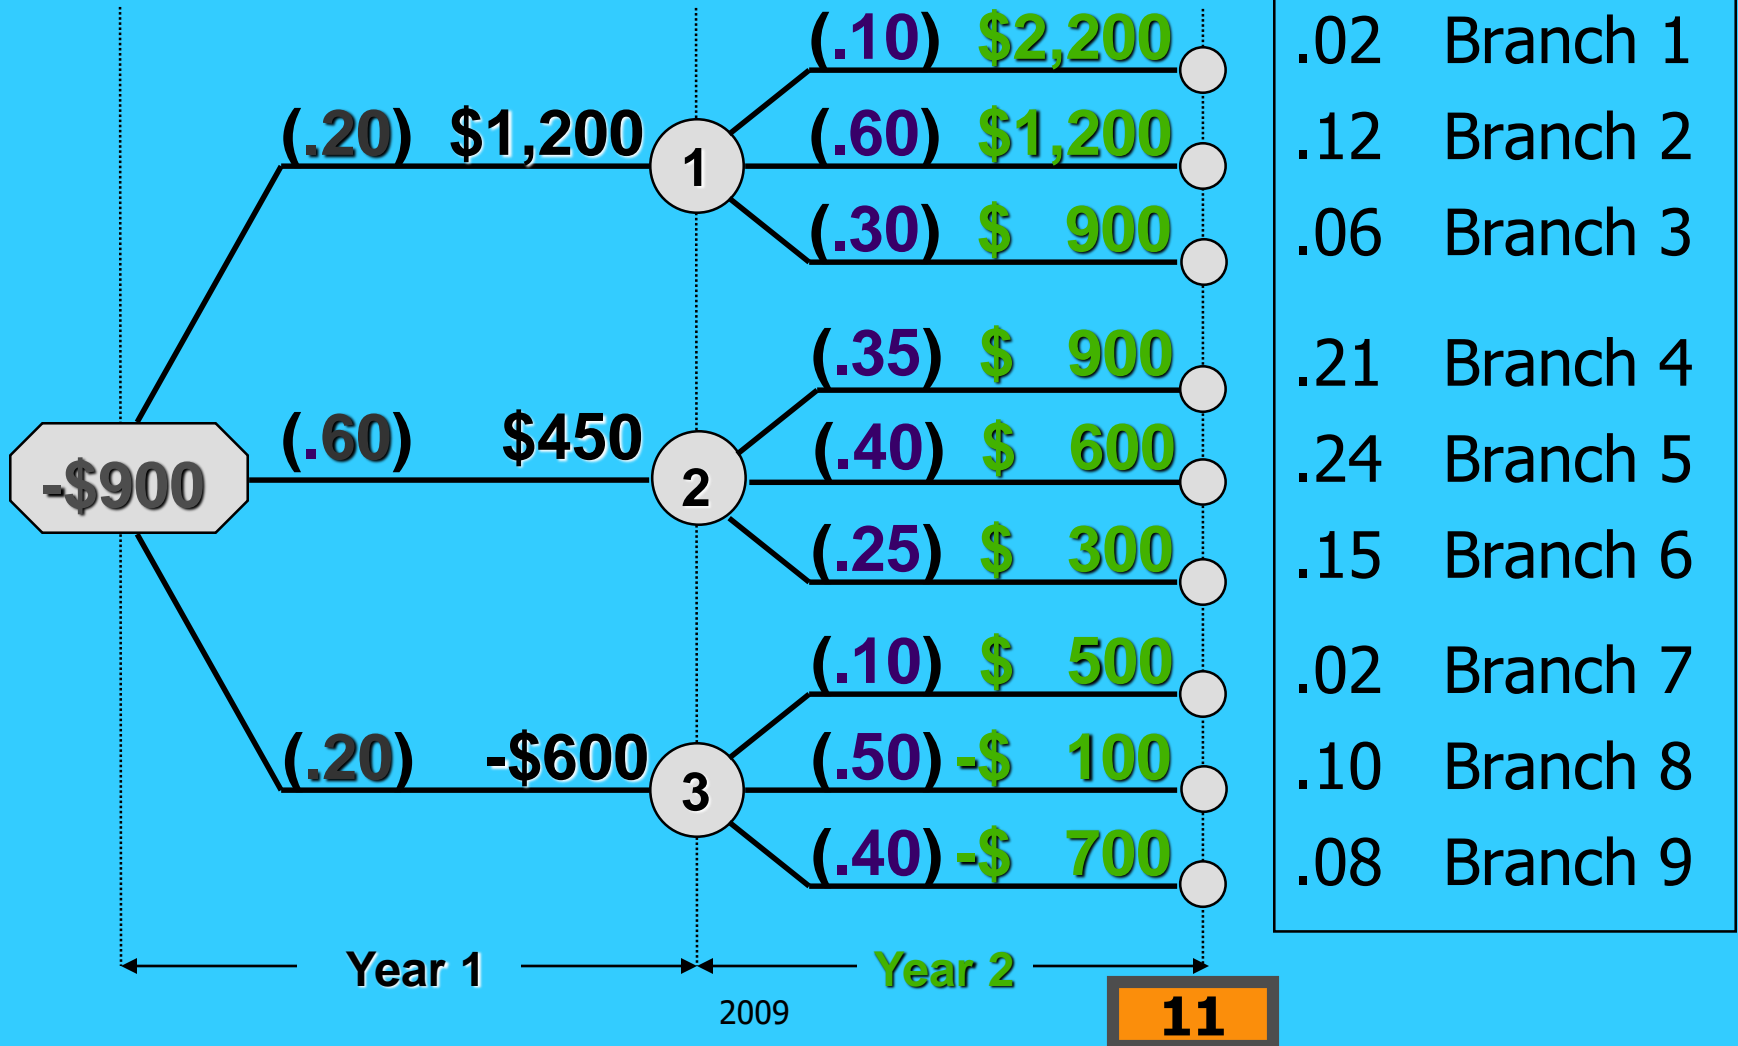 (.10) $2,200 .02 Branch 1
(.20) $1,200 1 (.60) $1,200 .12 Branch 2
(.30) $ 900 .06 Branch 3
(.35) $ 900 .21 Branch 4
-$900 (.60) $450 2 (.40) $ 600 .24 Branch 5
(.25) $ 300 .15 Branch 6
(.10) $ 500 .02 Branch 7
(.20) -$600 3 (.50) -$ 100 .10 Branch 8
(.40) -$ 700 .08 Branch 9
Year 1 Year 2
2009
11